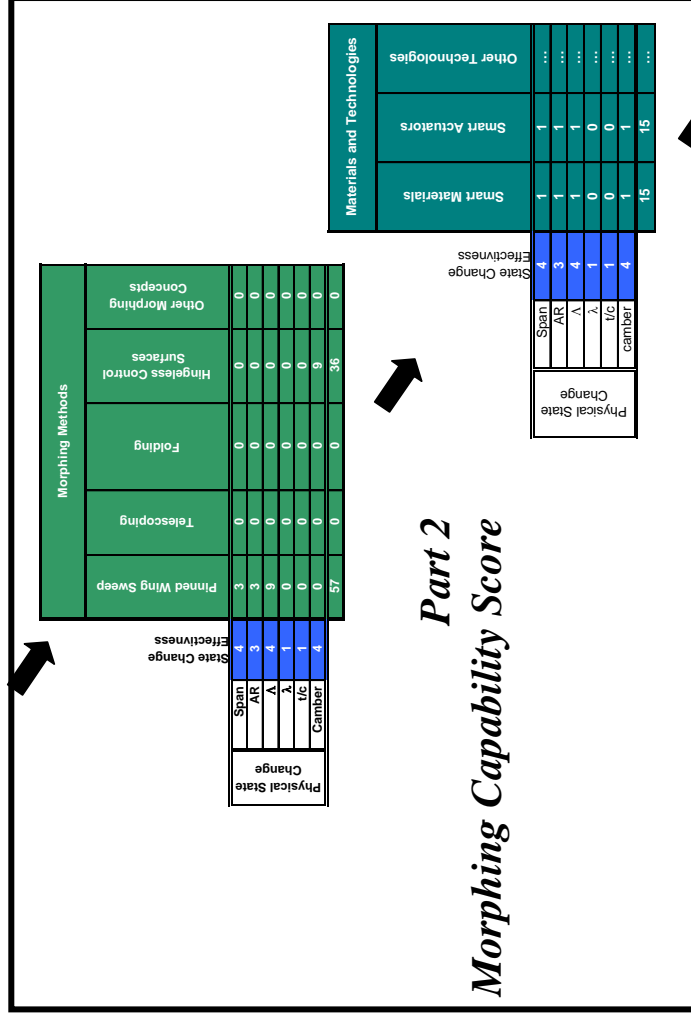 Morphing Methods
Pinned Wing Sweep
Telescoping
Folding
Hingeless Control
Surfaces
Other Morphing
Concepts
State Change
Effectivness
Physical State
Change
Span 4 3 0 0 0 0
AR 3 3 0 0 0 0
Λ 4 9 0 0 0 0
λ 1 0 0 0 0 0
t/c 1 0 0 0 0 0
Camber 4 0 0 0 9 0
57 0 0 36 0
Materials and Technologies
Smart Materials
Smart Actuators
Other Technologies
State Change
Effectivness
Physical State
Change
Span 4 1 1 ...
AR 3 1 1 ...
Λ 4 1 1 ...
λ 1 0 0 ...
t/c 1 0 0 ...
camber 4 1 1 ...
15 15 ...
Part 2
Morphing Capability Score